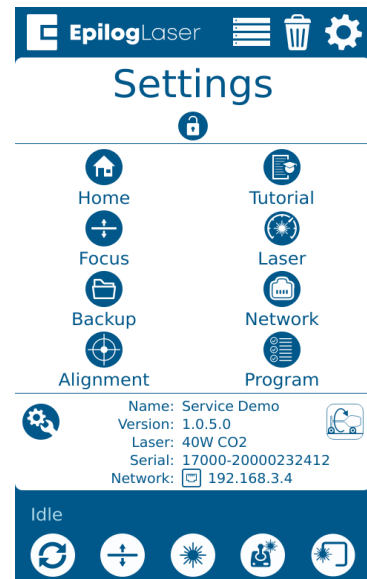 EpilogLaser
Settings
Home
Tutorial
Focus
Laser
Backup
Network
Alignment
Program
Name: Service Demo
Version: 1.0.5.0
Laser: 40W CO2
Serial: 17000-20000232412
Network: 192.168.3.4
Idle